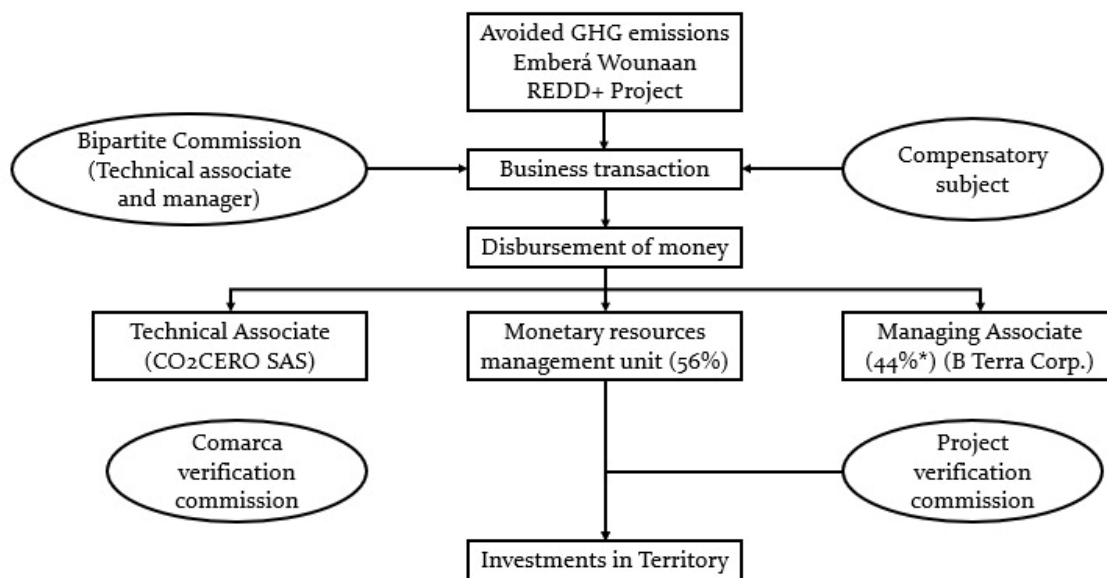 Avoided GHG emissions
Emberá Wounaan
REDD+ Project
Bipartite Commission
(Technical associate
and manager)
Business transaction
Compensatory
subject
Disbursement of money
Technical Associate
(CO2CERO SAS)
Monetary resources
management unit (56%)
Managing Associate
(44%*) (B Terra Corp.)
Comarca
verification
commission
Project
verification
commission
Investments in Territory